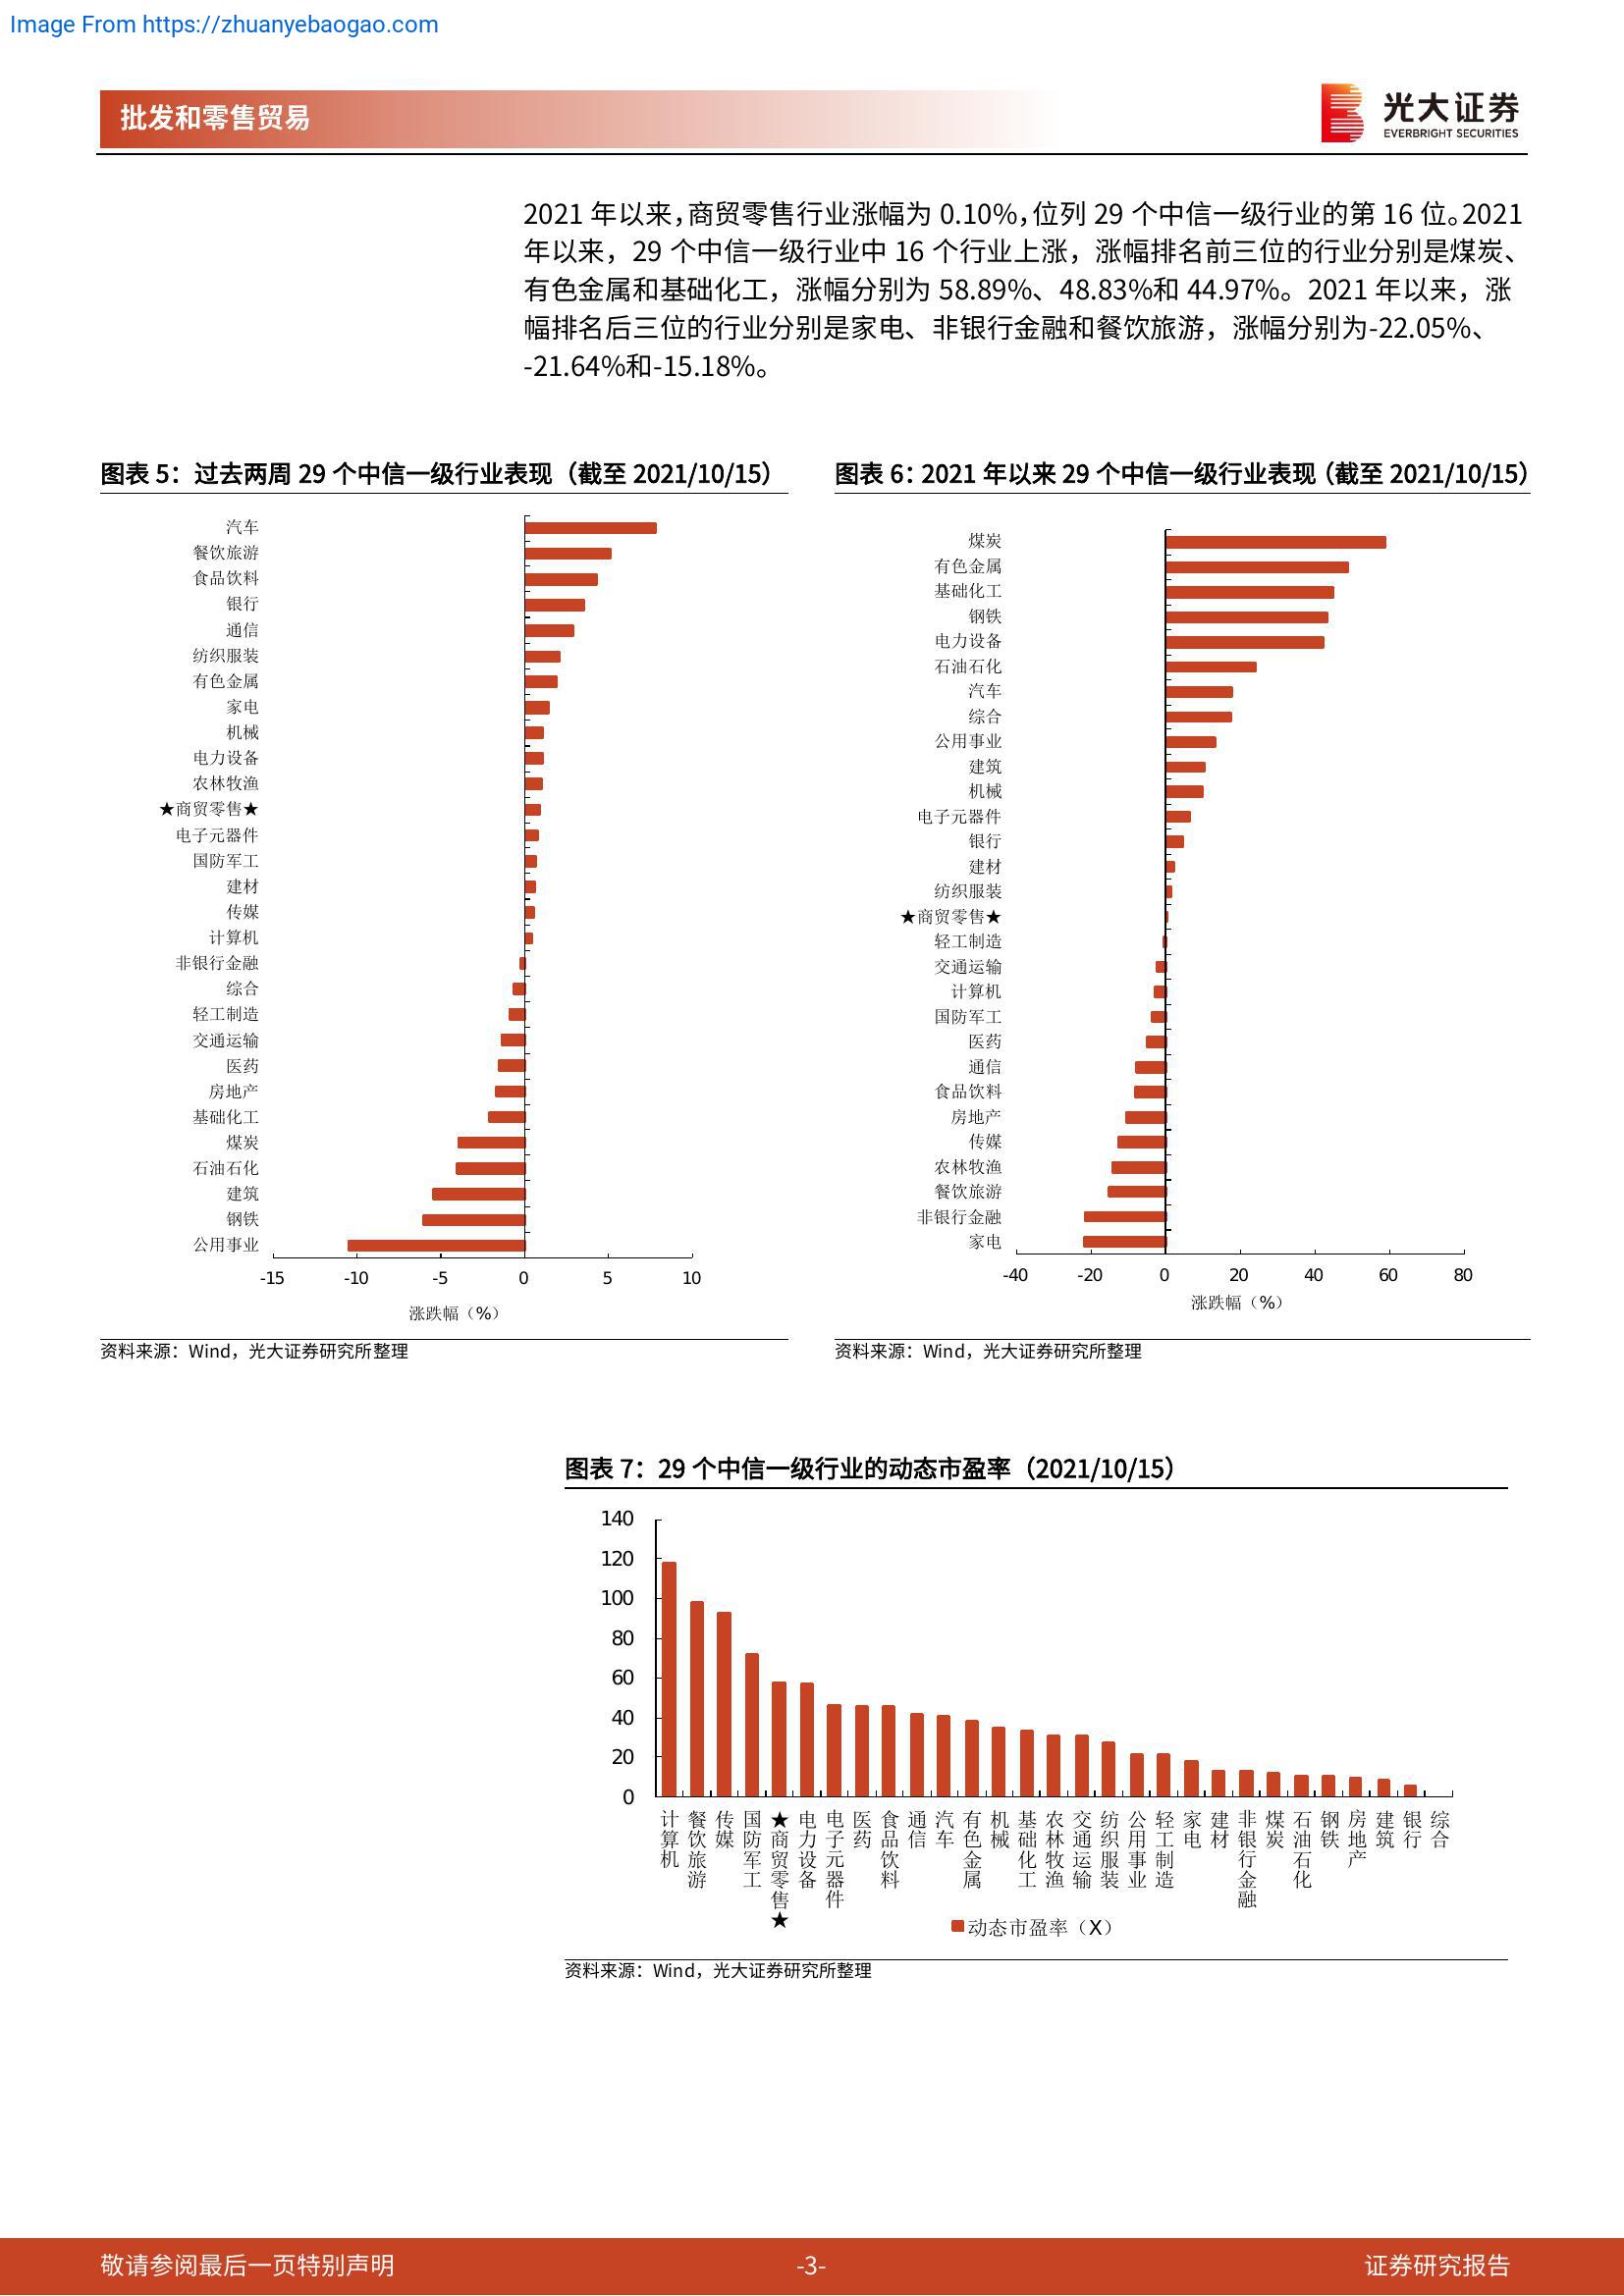 Image From https://zhuanyebaogao.com
批发和零售贸易
光大证券
EVERBRIGHT SECURITIES
2021 年以来，商贸零售行业涨幅为 0.10%，位列 29 个中信一级行业的第 16 位。2021
年以来，29 个中信一级行业中 16 个行业上涨，涨幅排名前三位的行业分别是煤炭、
有色金属和基础化工，涨幅分别为 58.89%、48.83%和 44.97%。2021 年以来，涨
幅排名后三位的行业分别是家电、非银行金融和餐饮旅游，涨幅分别为-22.05%、
-21.64%和-15.18%。
图表 5：过去两周 29 个中信一级行业表现（截至 2021/10/15）
汽车
餐饮旅游
食品饮料
银行
通信
纺织服装
有色金属
家电
机械
电力设备
农林牧渔
★商贸零售★
电子元器件
国防军工
建材
传媒
计算机
非银行金融
综合
轻工制造
交通运输
医药
房地产
基础化工
煤炭
石油石化
建筑
钢铁
公用事业
-15 -10 -5 0 5 10
涨跌幅（%）
资料来源：Wind，光大证券研究所整理
图表 6：2021 年以来 29 个中信一级行业表现（截至 2021/10/15）
煤炭
有色金属
基础化工
钢铁
电力设备
石油石化
汽车
综合
公用事业
建筑
机械
电子元器件
银行
建材
纺织服装
★商贸零售★
轻工制造
交通运输
计算机
国防军工
医药
通信
食品饮料
房地产
传媒
农林牧渔
餐饮旅游
非银行金融
家电
-40 -20 0 20 40 60 80
涨跌幅（%）
资料来源：Wind，光大证券研究所整理
图表 7：29 个中信一级行业的动态市盈率（2021/10/15）
140
120
100
80
60
40
20
0
计算机
餐饮旅游
传媒
国防军工
★商贸零售★
电力设备
电子元器件
医药
食品饮料
通信
汽车
有色金属
机械
基础化工
农林牧渔
交通运输
纺织服装
公用事业
轻工制造
家电
建材
非银行金融
煤炭
石油石化
钢铁
房地产
建筑
银行
综合
动态市盈率（X）
资料来源：Wind，光大证券研究所整理
敬请参阅最后一页特别声明
-3-
证券研究报告